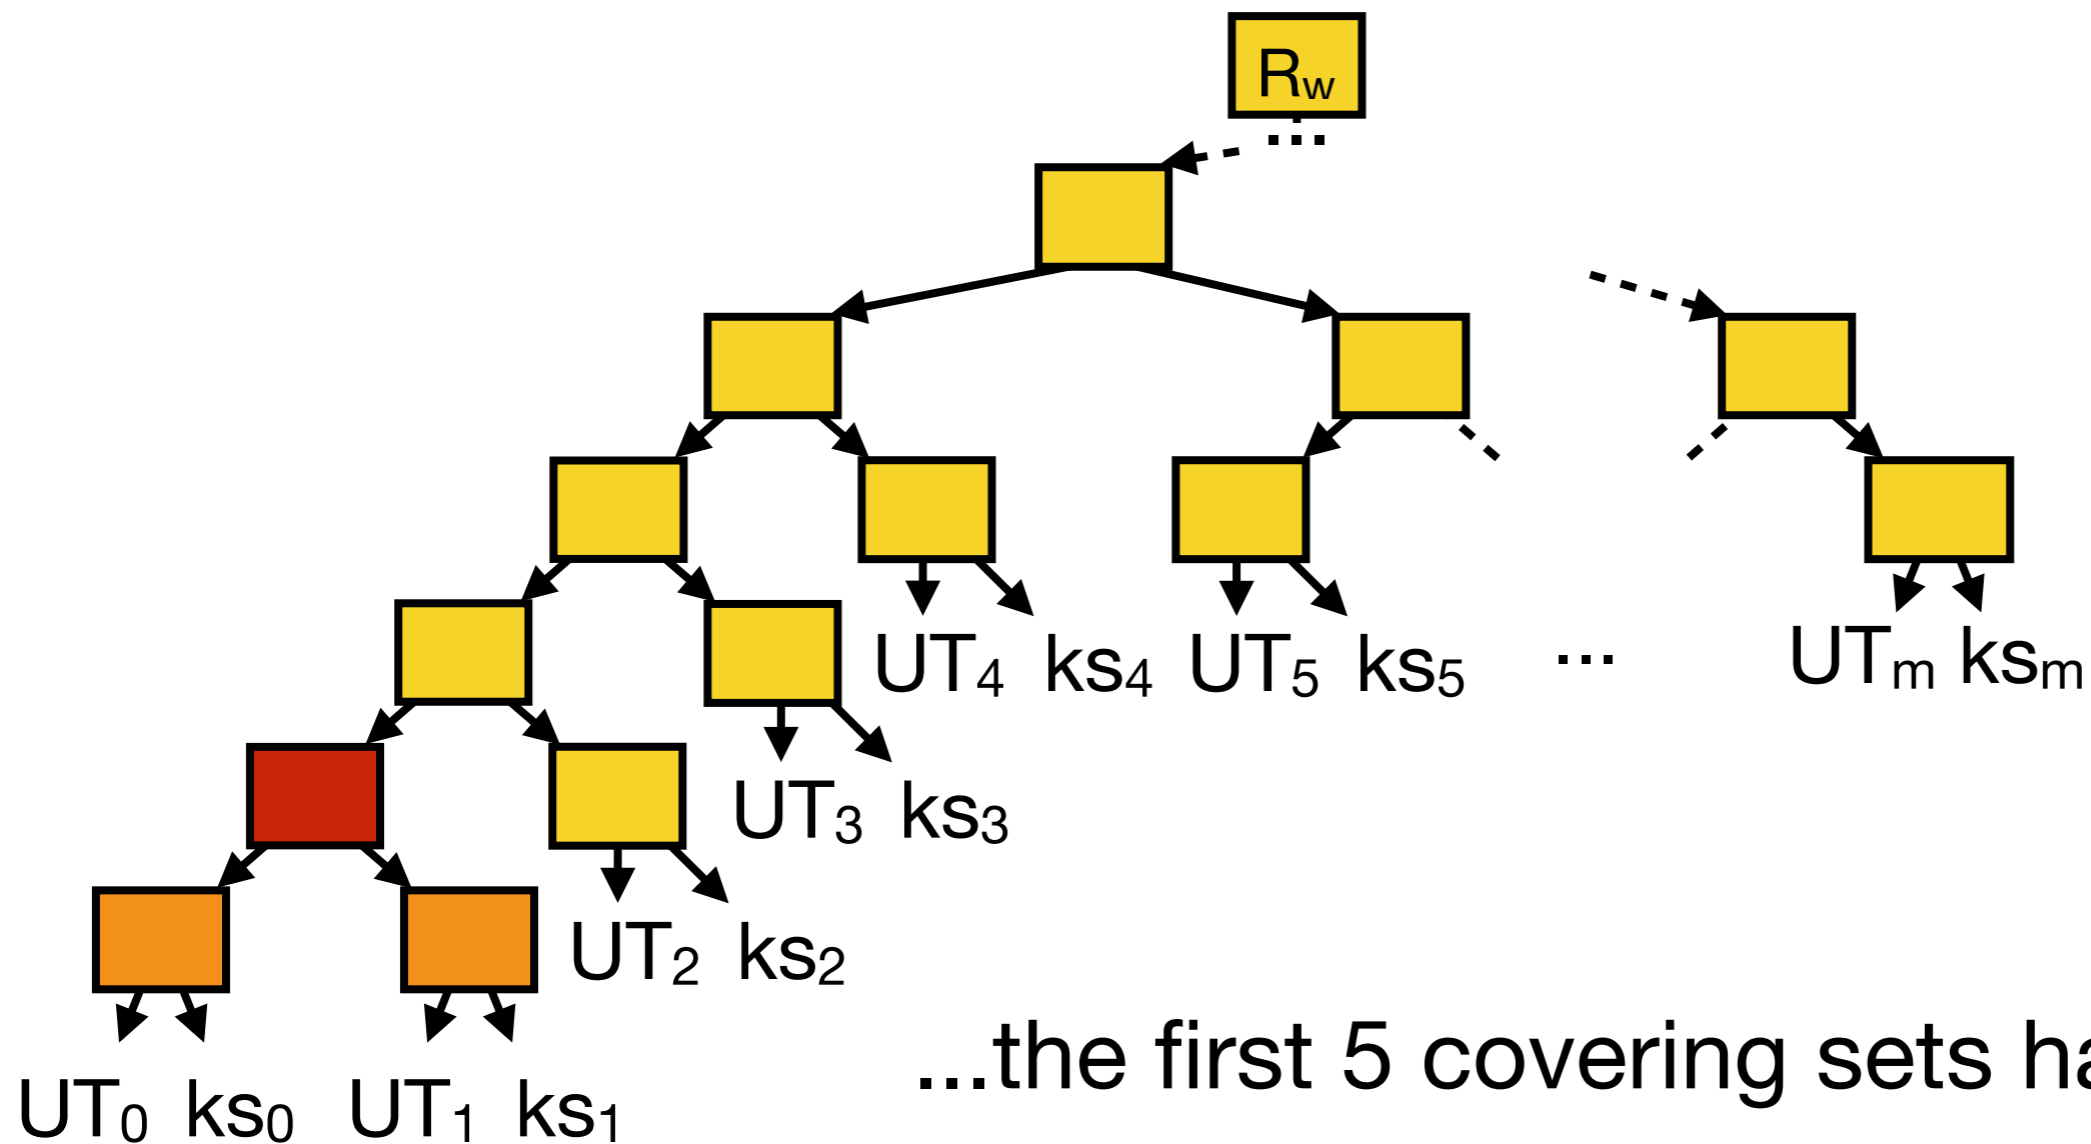 Rw
...
UT4 ks4 UT5 ks5 ... UTm ksm
UT3 ks3
UT2 ks2
...the first 5 covering sets
UT0 ks0 UT1 ks1